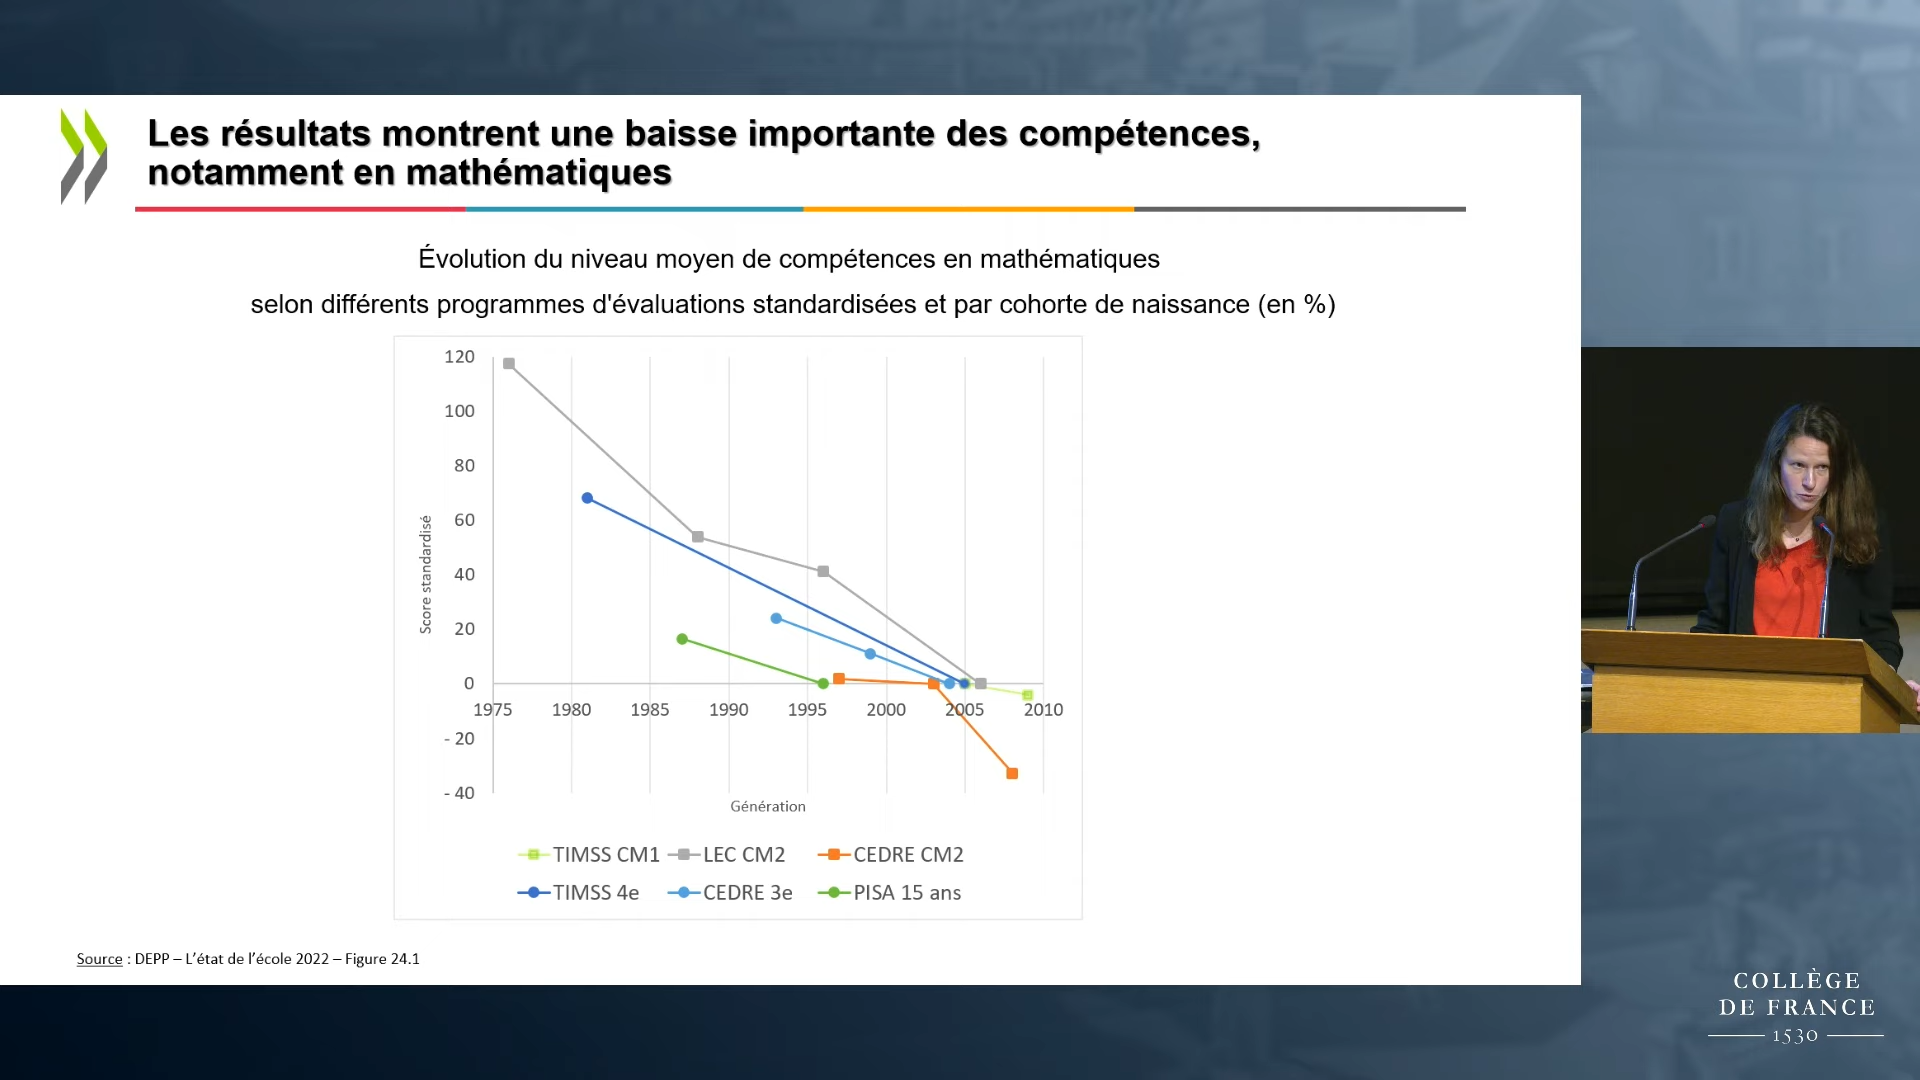 Les résultats montrent une baisse importante des compétences,
notamment en mathématiques
Évolution du niveau moyen de compétences en mathématiques
selon différents programmes d'évaluations standardisées et par cohorte de naissance (en %)
120
100
80
60
40
20
0
- 20
- 40
Score standardisé
1975 1980 1985 1990 1995 2000 2005 2010
Génération
TIMSS CM1 LEC CM2 CEDRE CM2
TIMSS 4e CEDRE 3e PISA 15 ans
Source : DEPP – L'état de l'école 2022 – Figure 24.1
COLLÈGE
DE FRANCE
1530